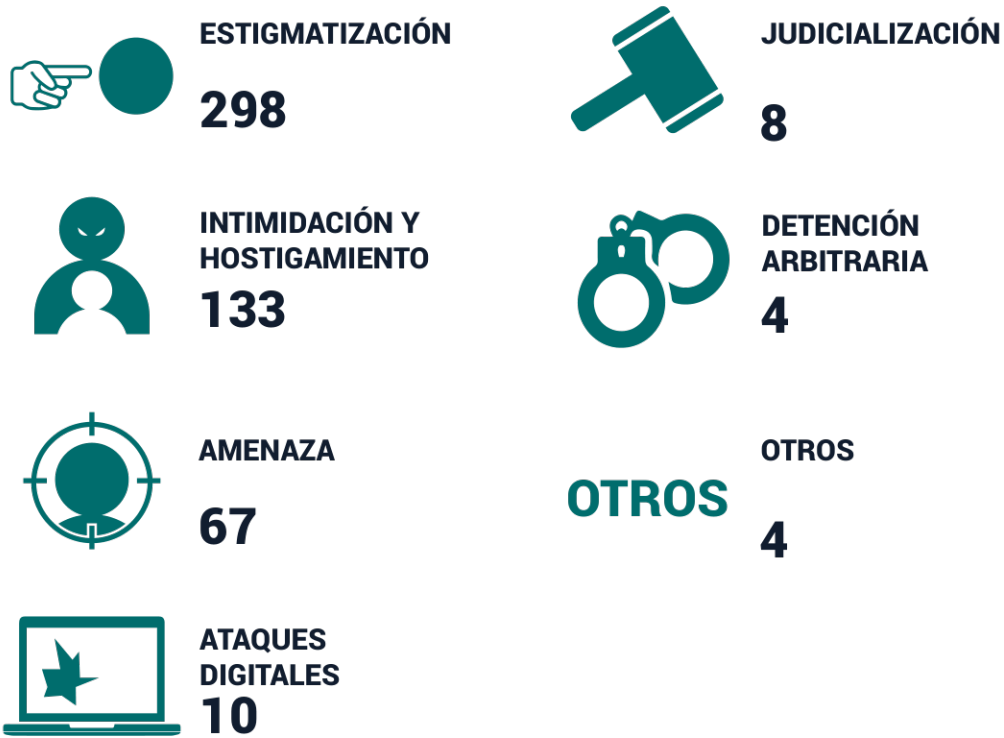 ESTIGMATIZACIÓN
298
INTIMIDACIÓN Y
HOSTIGAMIENTO
133
AMENAZA
67
ATAQUES
DIGITALES
10
JUDICIALIZACIÓN
8
DETENCIÓN
ARBITRARIA
4
OTROS
OTROS
4